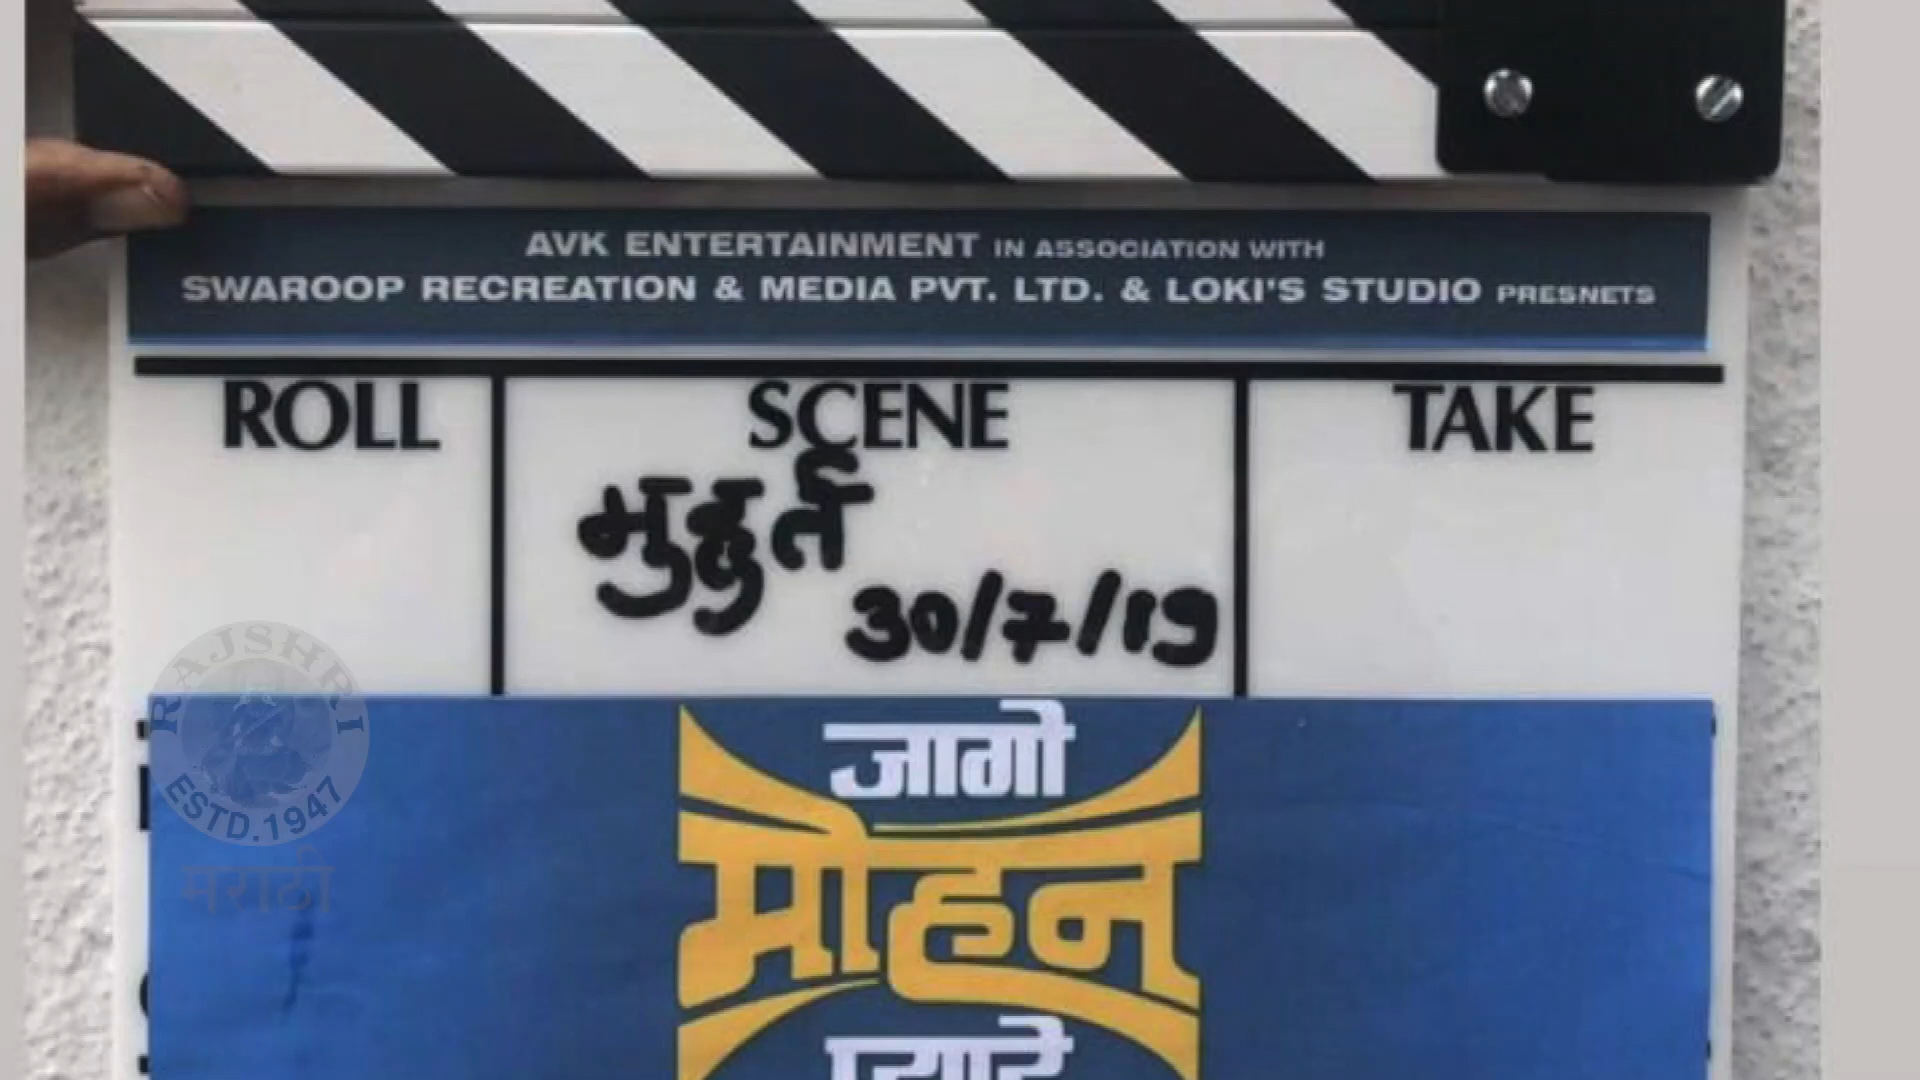 AVK ENTERTAINMENT IN ASSOCIATION WITH
SWAROOP RECREATION & MEDIA PVT. LTD. & LOKI'S STUDIO PRESNETS
ROLL SCENE TAKE
मुहुर्त
30/7/19
RAJSHRI
ESTD.1947
मराठी
जागो
मोहन